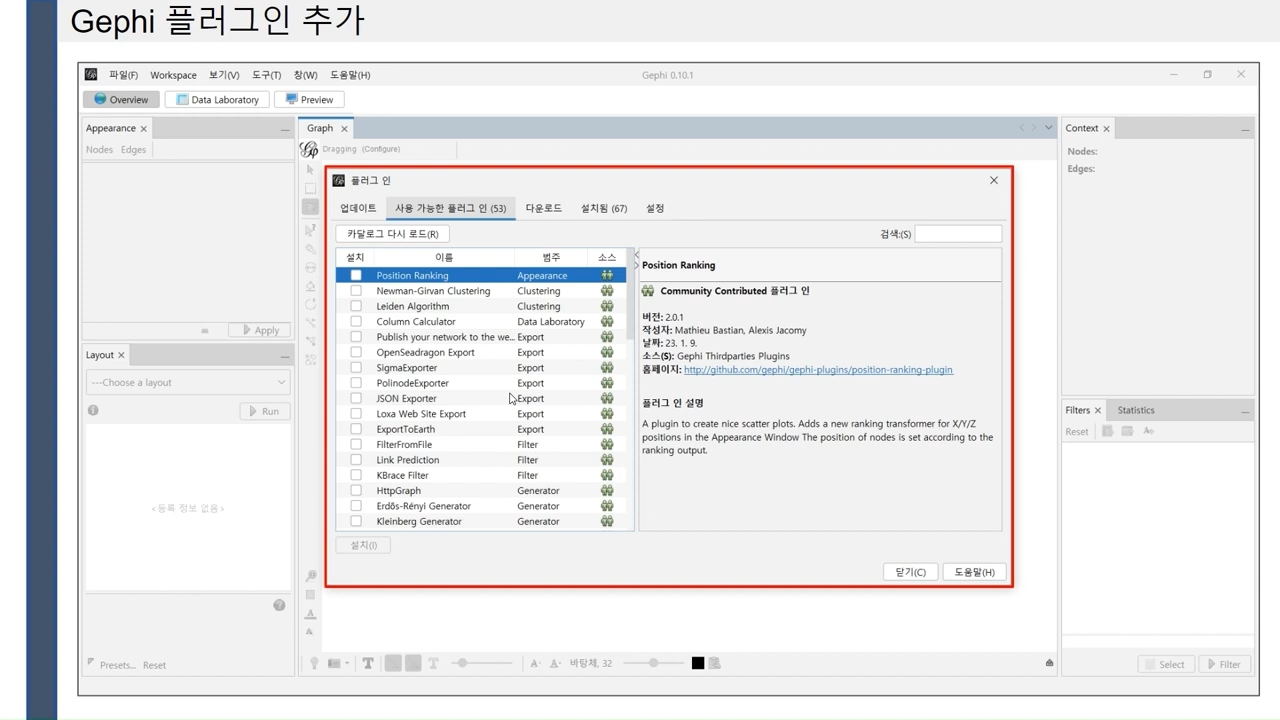 Gephi 플러그인 추가
파일(F) Workspace 보기(V) 도구(T) 창(W) 도움말(H) Gephi 0.10.1
Overview Data Laboratory Preview
Appearance Graph Context
Nodes Edges Dragging (Configure) Nodes:
Edges:
플러그 인
업데이트 사용 가능한 플러그 인 (53) 다운로드 설치됨 (67) 설정
카달로그 다시 로드(R) 검색:(S)
설치 이름 범주 소스
Position Ranking Appearance
Newman-Girvan Clustering Clustering
Leiden Algorithm Clustering
Column Calculator Data Laboratory
Publish your network to the we... Export
OpenSeadragon Export Export
SigmaExporter Export
PolinodeExporter Export
JSON Exporter Export
Loxa Web Site Export Export
ExportToEarth Export
FilterFromFile Filter
Link Prediction Filter
KBrace Filter Filter
HttpGraph Generator
Erdős-Rényi Generator Generator
Kleinberg Generator Generator
Position Ranking
Community Contributed 플러그 인
버전: 2.0.1
작성자: Mathieu Bastian, Alexis Jacomy
날짜: 23. 1. 9.
소스(S): Gephi Thirdparties Plugins
홈페이지: http://github.com/gephi/gephi-plugins/position-ranking-plugin
플러그 인 설명
A plugin to create nice scatter plots. Adds a new ranking transformer for X/Y/Z
positions in the Appearance Window The position of nodes is set according to the
ranking output.
설치(I)
닫기(C) 도움말(H)
Apply
Layout
---Choose a layout
Run
<등록 정보 없음>
Presets... Reset
바탕체, 32
Filters Statistics
Reset
Select Filter